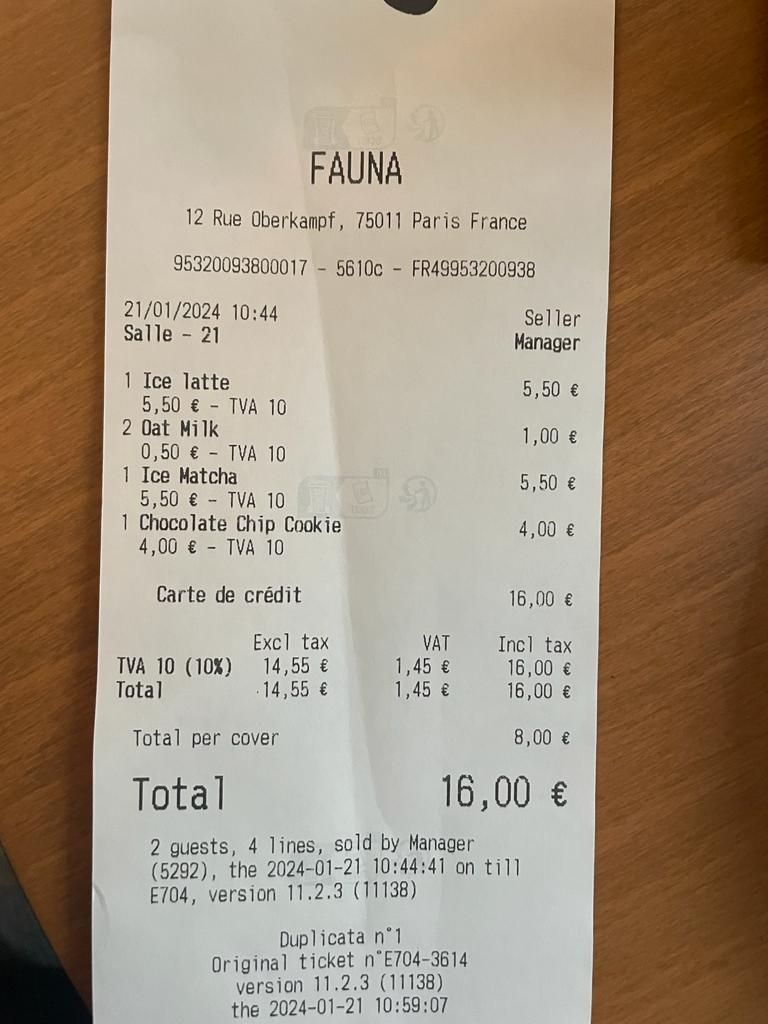 FAUNA
12 Rue Oberkampf, 75011 Paris France
95320093800017 - 5610c - FR49953200938
21/01/2024 10:44 Seller
Salle - 21 Manager
1 Ice latte 5,50 €
5,50 € - TVA 10
2 Oat Milk 1,00 €
0,50 € - TVA 10
1 Ice Matcha 5,50 €
5,50 € - TVA 10
1 Chocolate Chip Cookie 4,00 €
4,00 € - TVA 10
Carte de crédit 16,00 €
Excl tax VAT Incl tax
TVA 10 (10%) 14,55 € 1,45 € 16,00 €
Total 14,55 € 1,45 € 16,00 €
Total per cover 8,00 €
Total 16,00 €
2 guests, 4 lines, sold by Manager
(5292), the 2024-01-21 10:44:41 on till
E704, version 11.2.3 (11138)
Duplicata n°1
Original ticket n°E704-3614
version 11.2.3 (11138)
the 2024-01-21 10:59:07